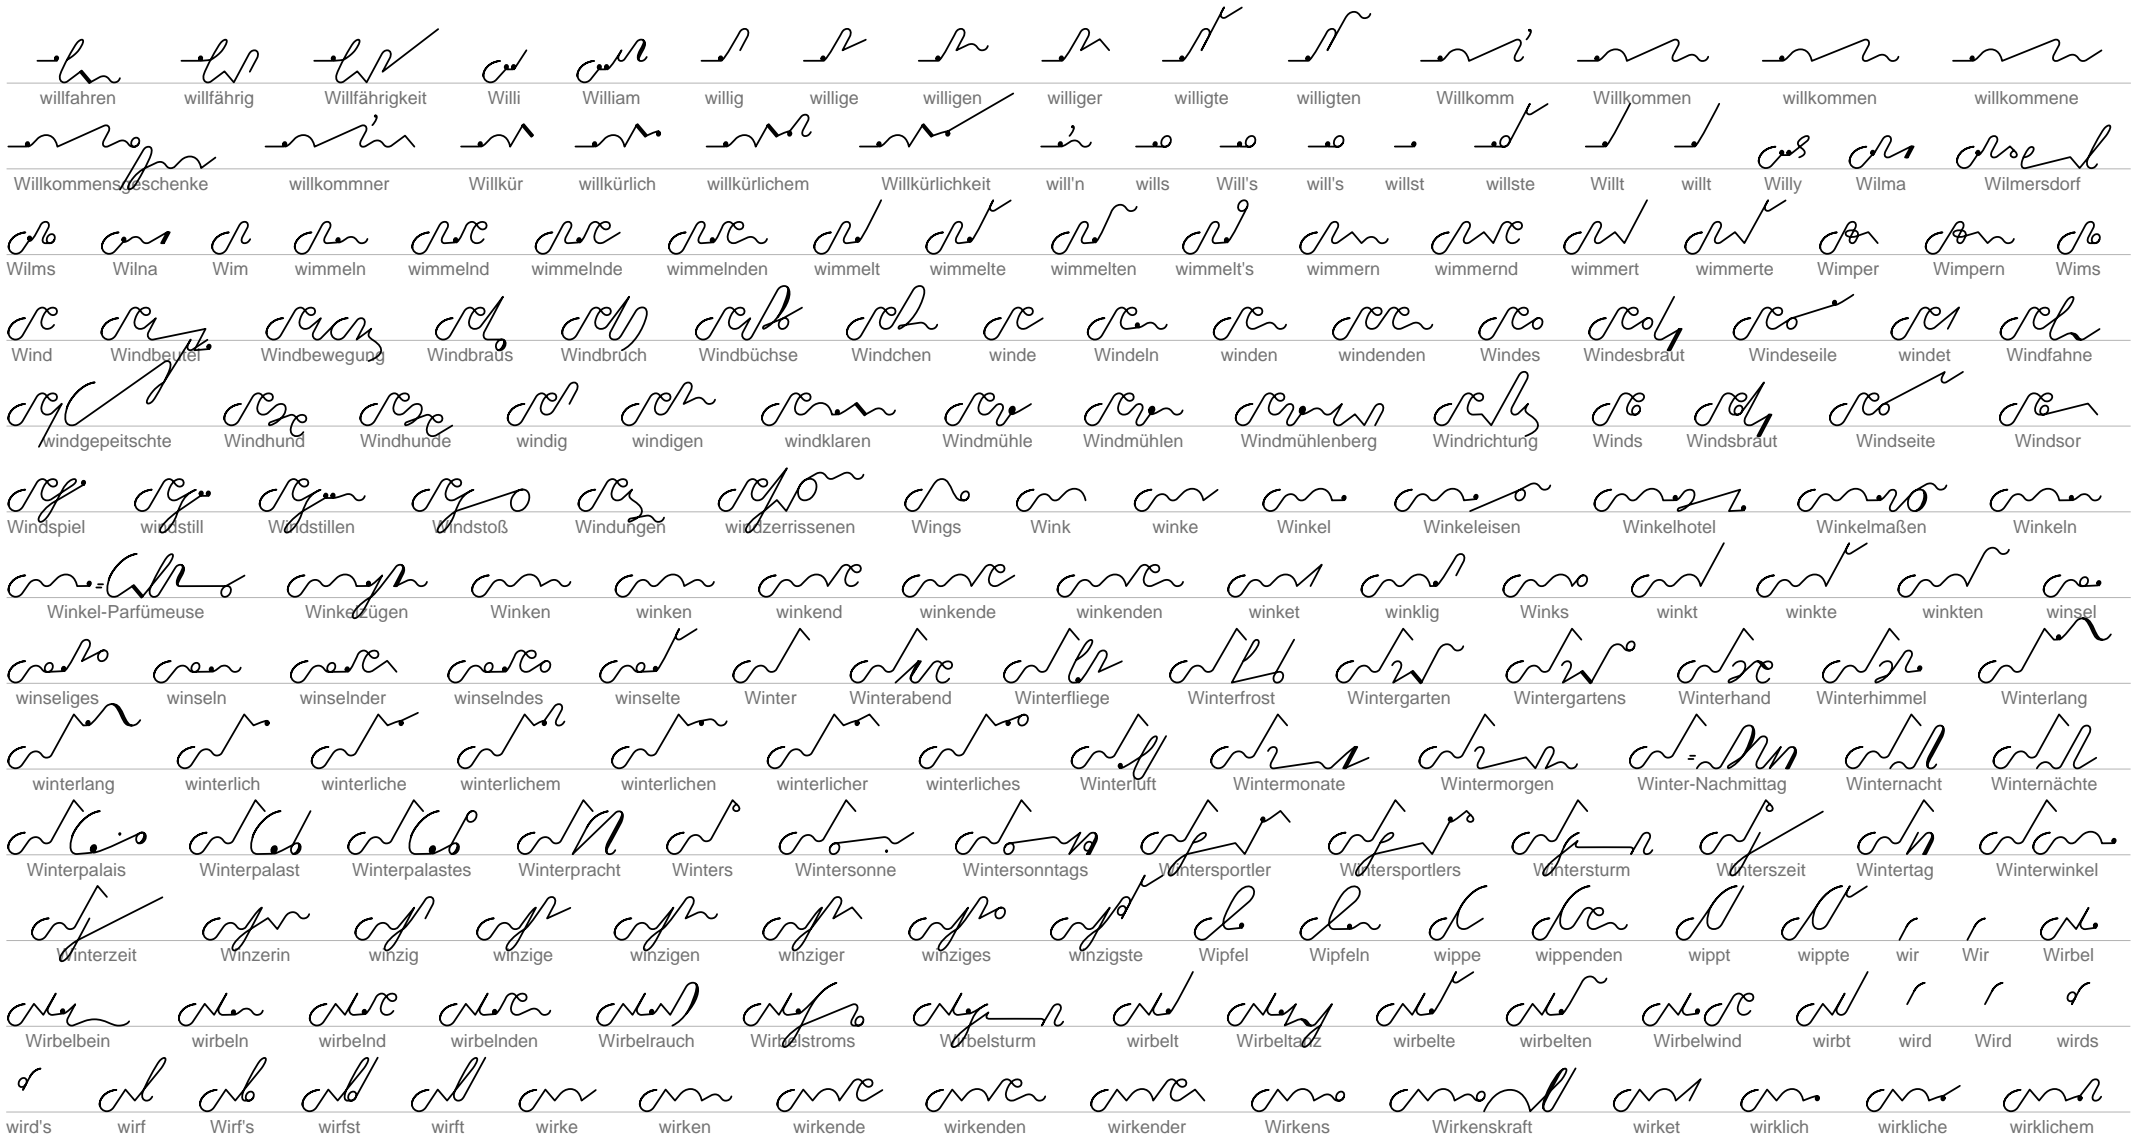 willfahren willfährig Willfährigkeit Willi William willig willige willigen williger willigte willigten Willkomm Willkommen willkommen willkommene
Willkommensgeschenke willkommner Willkür willkürlich willkürlichem Willkürlichkeit will'n wills Will's will's willst willste Willt willt Willy Wilma Wilmersdorf
Wilms Wilna Wim wimmeln wimmelnd wimmelnde wimmelnden wimmelt wimmelte wimmelten wimmelt's wimmern wimmernd wimmert wimmerte Wimper Wimpern Wims
Wind Windbeutel Windbewegung Windbraus Windbruch Windbüchse Windchen winde Windeln winden windenden Windes Windesbraut Windeseile windet Windfahne
windgepeitschte Windhund Windhunde windig windigen windklaren Windmühle Windmühlen Windmühlenberg Windrichtung Winds Windsbraut Windseite Windsor
Windspiel windstill Windstillen Windstoß Windungen windzerrissenen Wings Wink winke Winkel Winkeleisen Winkelhotel Winkelmaßen Winkeln
Winkel-Parfümeuse Winkelzügen Winken winken winkend winkende winkenden winket winklig Winks winkt winkte winkten winsel
winseliges winseln winselnder winselndes winselte Winter Winterabend Winterfliege Winterfrost Wintergarten Wintergartens Winterhand Winterhimmel Winterlang
winterlang winterlich winterliche winterlichem winterlichen winterlicher winterliches Winterluft Wintermonate Wintermorgen Winter-Nachmittag Winternacht Winternächte
Winterpalais Winterpalast Winterpalastes Winterpracht Winters Wintersonne Wintersonntags Wintersportler Wintersportlers Wintersturm Winterszeit Wintertag Winterwinkel
Winterzeit Winzerin winzig winzige winzigen winziger winziges winzigste Wipfel Wipfeln wippe wippenden wippt wippte wir Wir Wirbel
Wirbelbein wirbeln wirbelnd wirbelnden Wirbelrauch Wirbelstroms Wirbelsturm wirbelt Wirbeltanz wirbelte wirbelten Wirbelwind wirbt wird Wird wirds
wird's wirf Wirf's wirfst wirft wirke wirken wirkende wirkenden wirkender Wirkens Wirkenskraft wirket wirklich wirkliche wirklichem